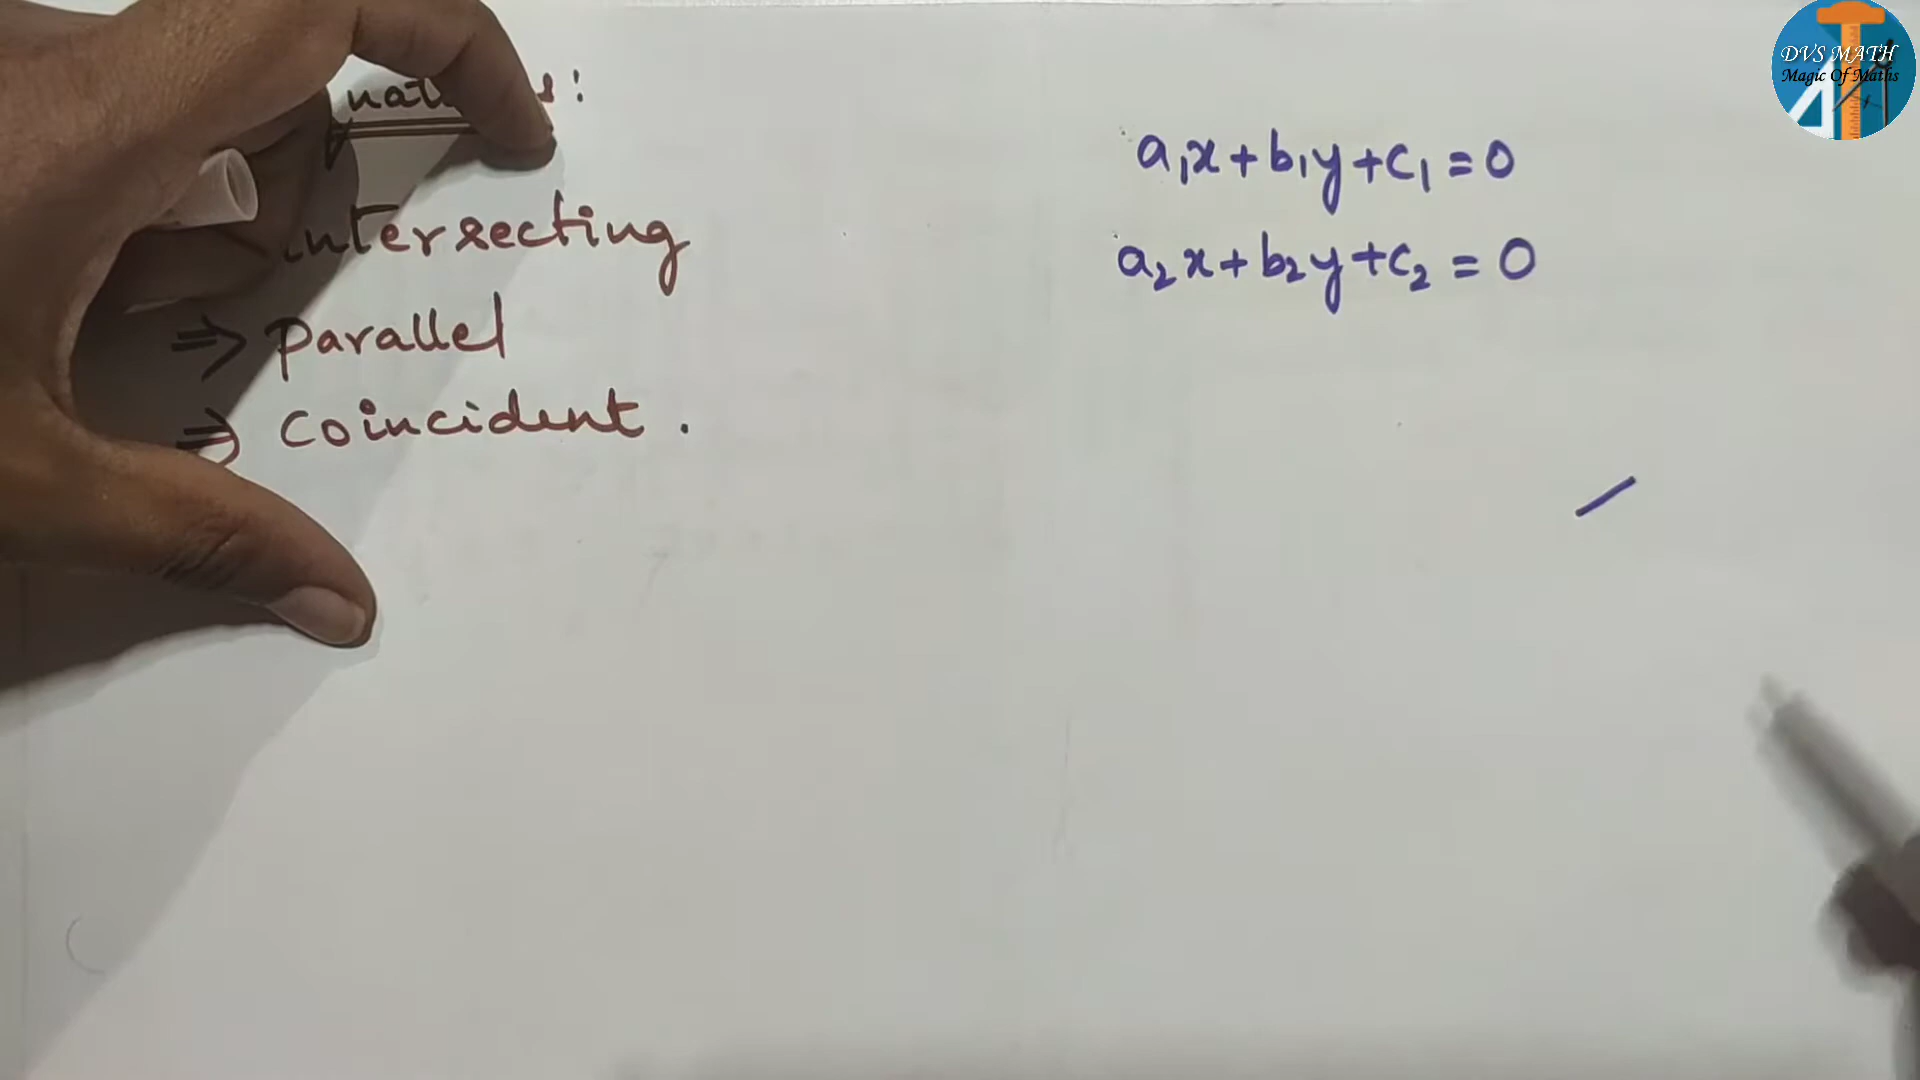 intersecting
⇒ parallel
⇒ coincident .
a₁x + b₁y + c₁ = 0
a₂x + b₂y + c₂ = 0
DVS MATH
Magic Of Maths